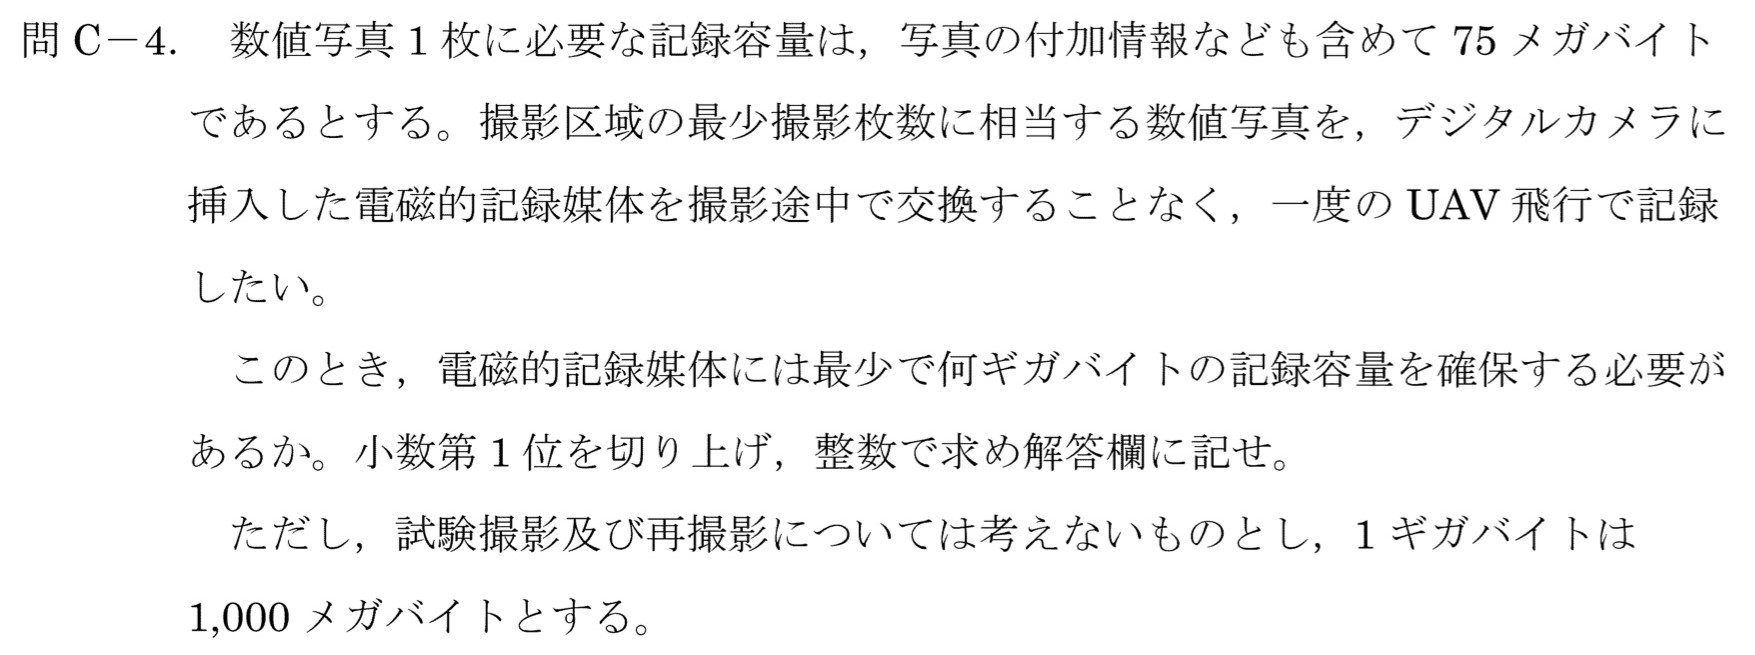 問 C－4.　数値写真 1 枚に必要な記録容量は，写真の付加情報なども含めて 75 メガバイト
であるとする。撮影区域の最少撮影枚数に相当する数値写真を，デジタルカメラに
挿入した電磁的記録媒体を撮影途中で交換することなく，一度の UAV 飛行で記録
したい。
このとき，電磁的記録媒体には最少で何ギガバイトの記録容量を確保する必要が
あるか。小数第 1 位を切り上げ，整数で求め解答欄に記せ。
ただし，試験撮影及び再撮影については考えないものとし，1 ギガバイトは
1,000 メガバイトとする。